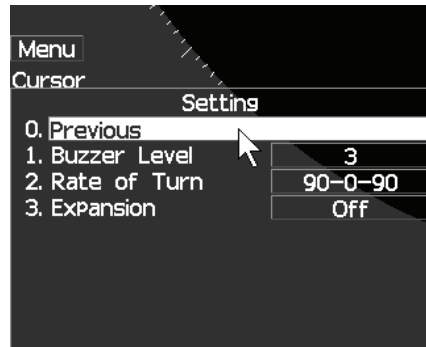 Menu
Cursor
Setting
0. Previous
1. Buzzer Level 3
2. Rate of Turn 90-0-90
3. Expansion Off